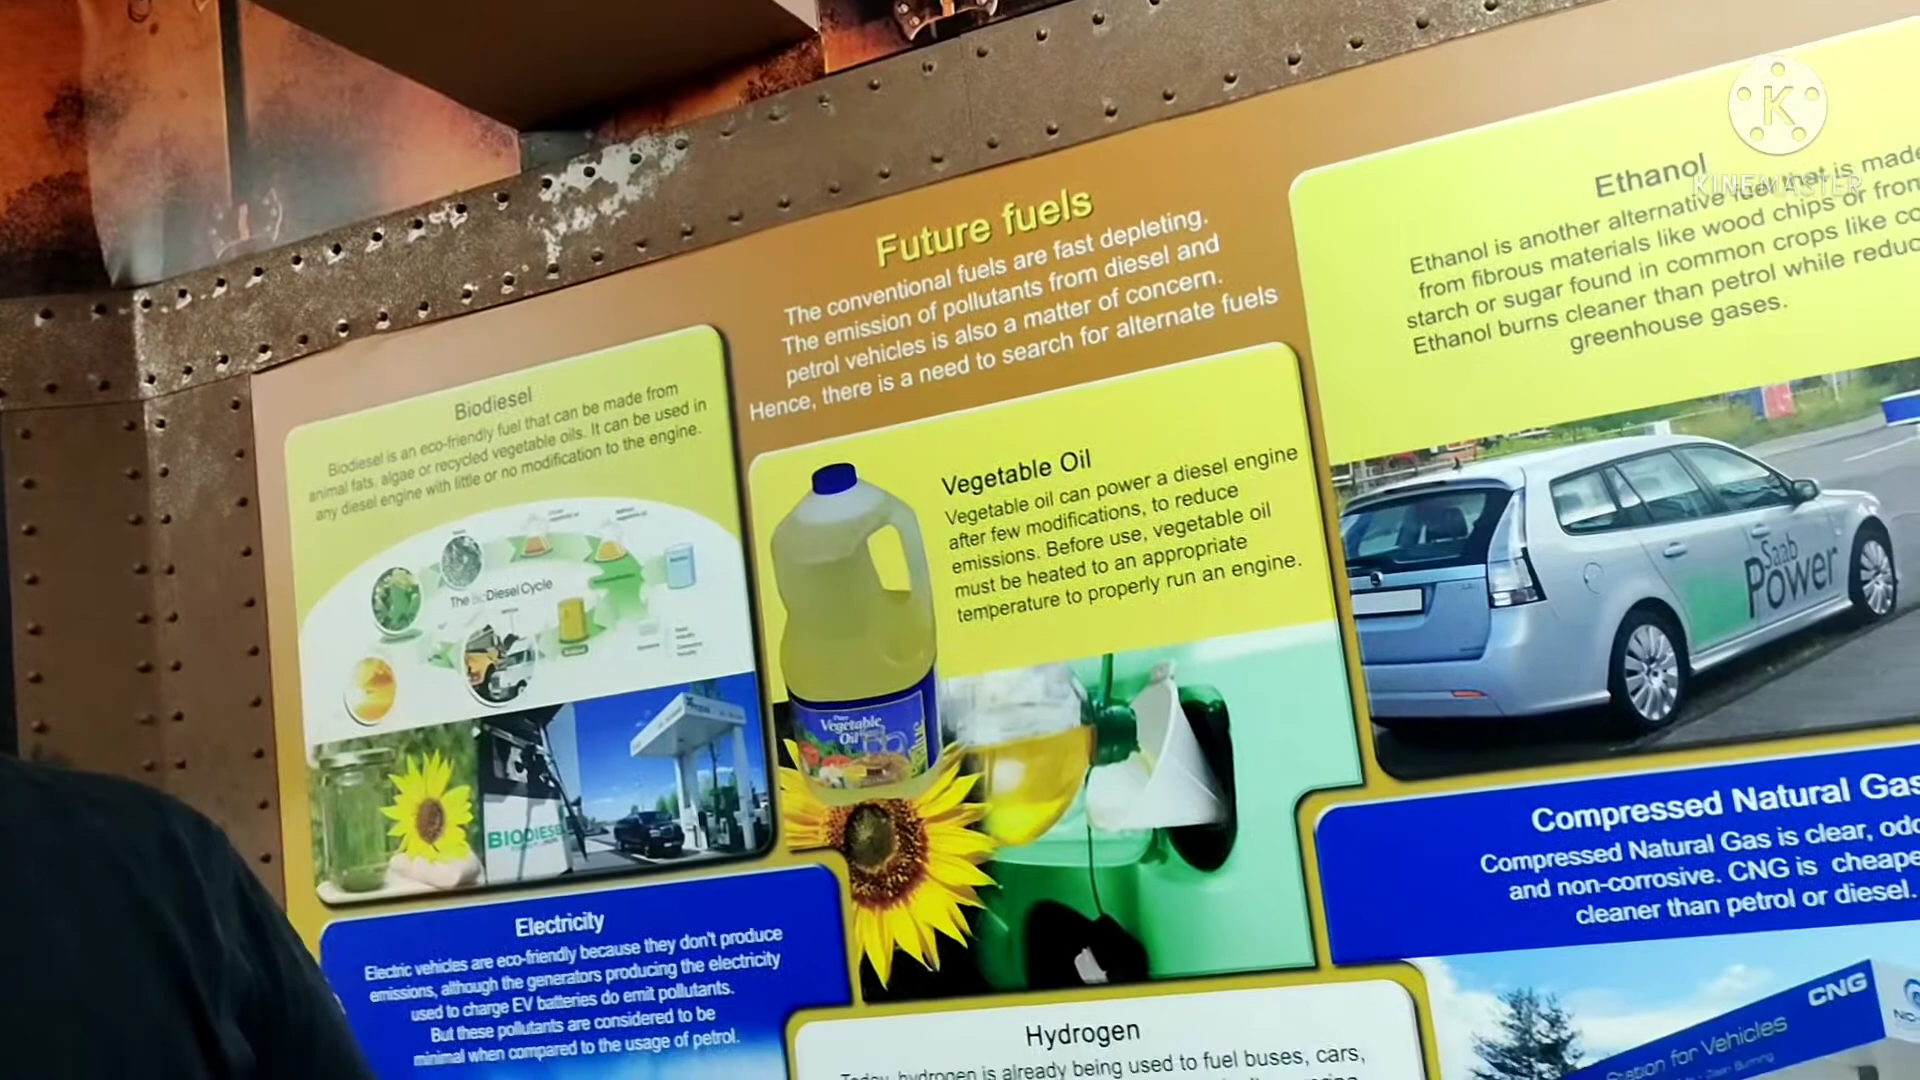 KINEMASTER
Future fuels
The conventional fuels are fast depleting.
The emission of pollutants from diesel and
petrol vehicles is also a matter of concern.
Hence, there is a need to search for alternate fuels
Biodiesel
Biodiesel is an eco-friendly fuel that can be made from
animal fats, algae or recycled vegetable oils. It can be used in
any diesel engine with little or no modification to the engine.
The BioDiesel Cycle
BIODIESEL
Vegetable Oil
Vegetable oil can power a diesel engine
after few modifications, to reduce
emissions. Before use, vegetable oil
must be heated to an appropriate
temperature to properly run an engine.
Vegetable
Oil
Ethanol
Ethanol is another alternative fuel that is made
from fibrous materials like wood chips or from
starch or sugar found in common crops like
Ethanol burns cleaner than petrol while
greenhouse gases.
Saab
Power
Electricity
Electric vehicles are eco-friendly because they don't produce
emissions, although the generators producing the electricity
used to charge EV batteries do emit pollutants.
But these pollutants are considered to be
minimal when compared to the usage of petrol.
Compressed Natural Gas
Compressed Natural Gas is clear,
and non-corrosive. CNG is
cleaner than petrol or diesel.
CNG
Station for Vehicles
Hydrogen
Today, hydrogen is already being used to fuel buses, cars,